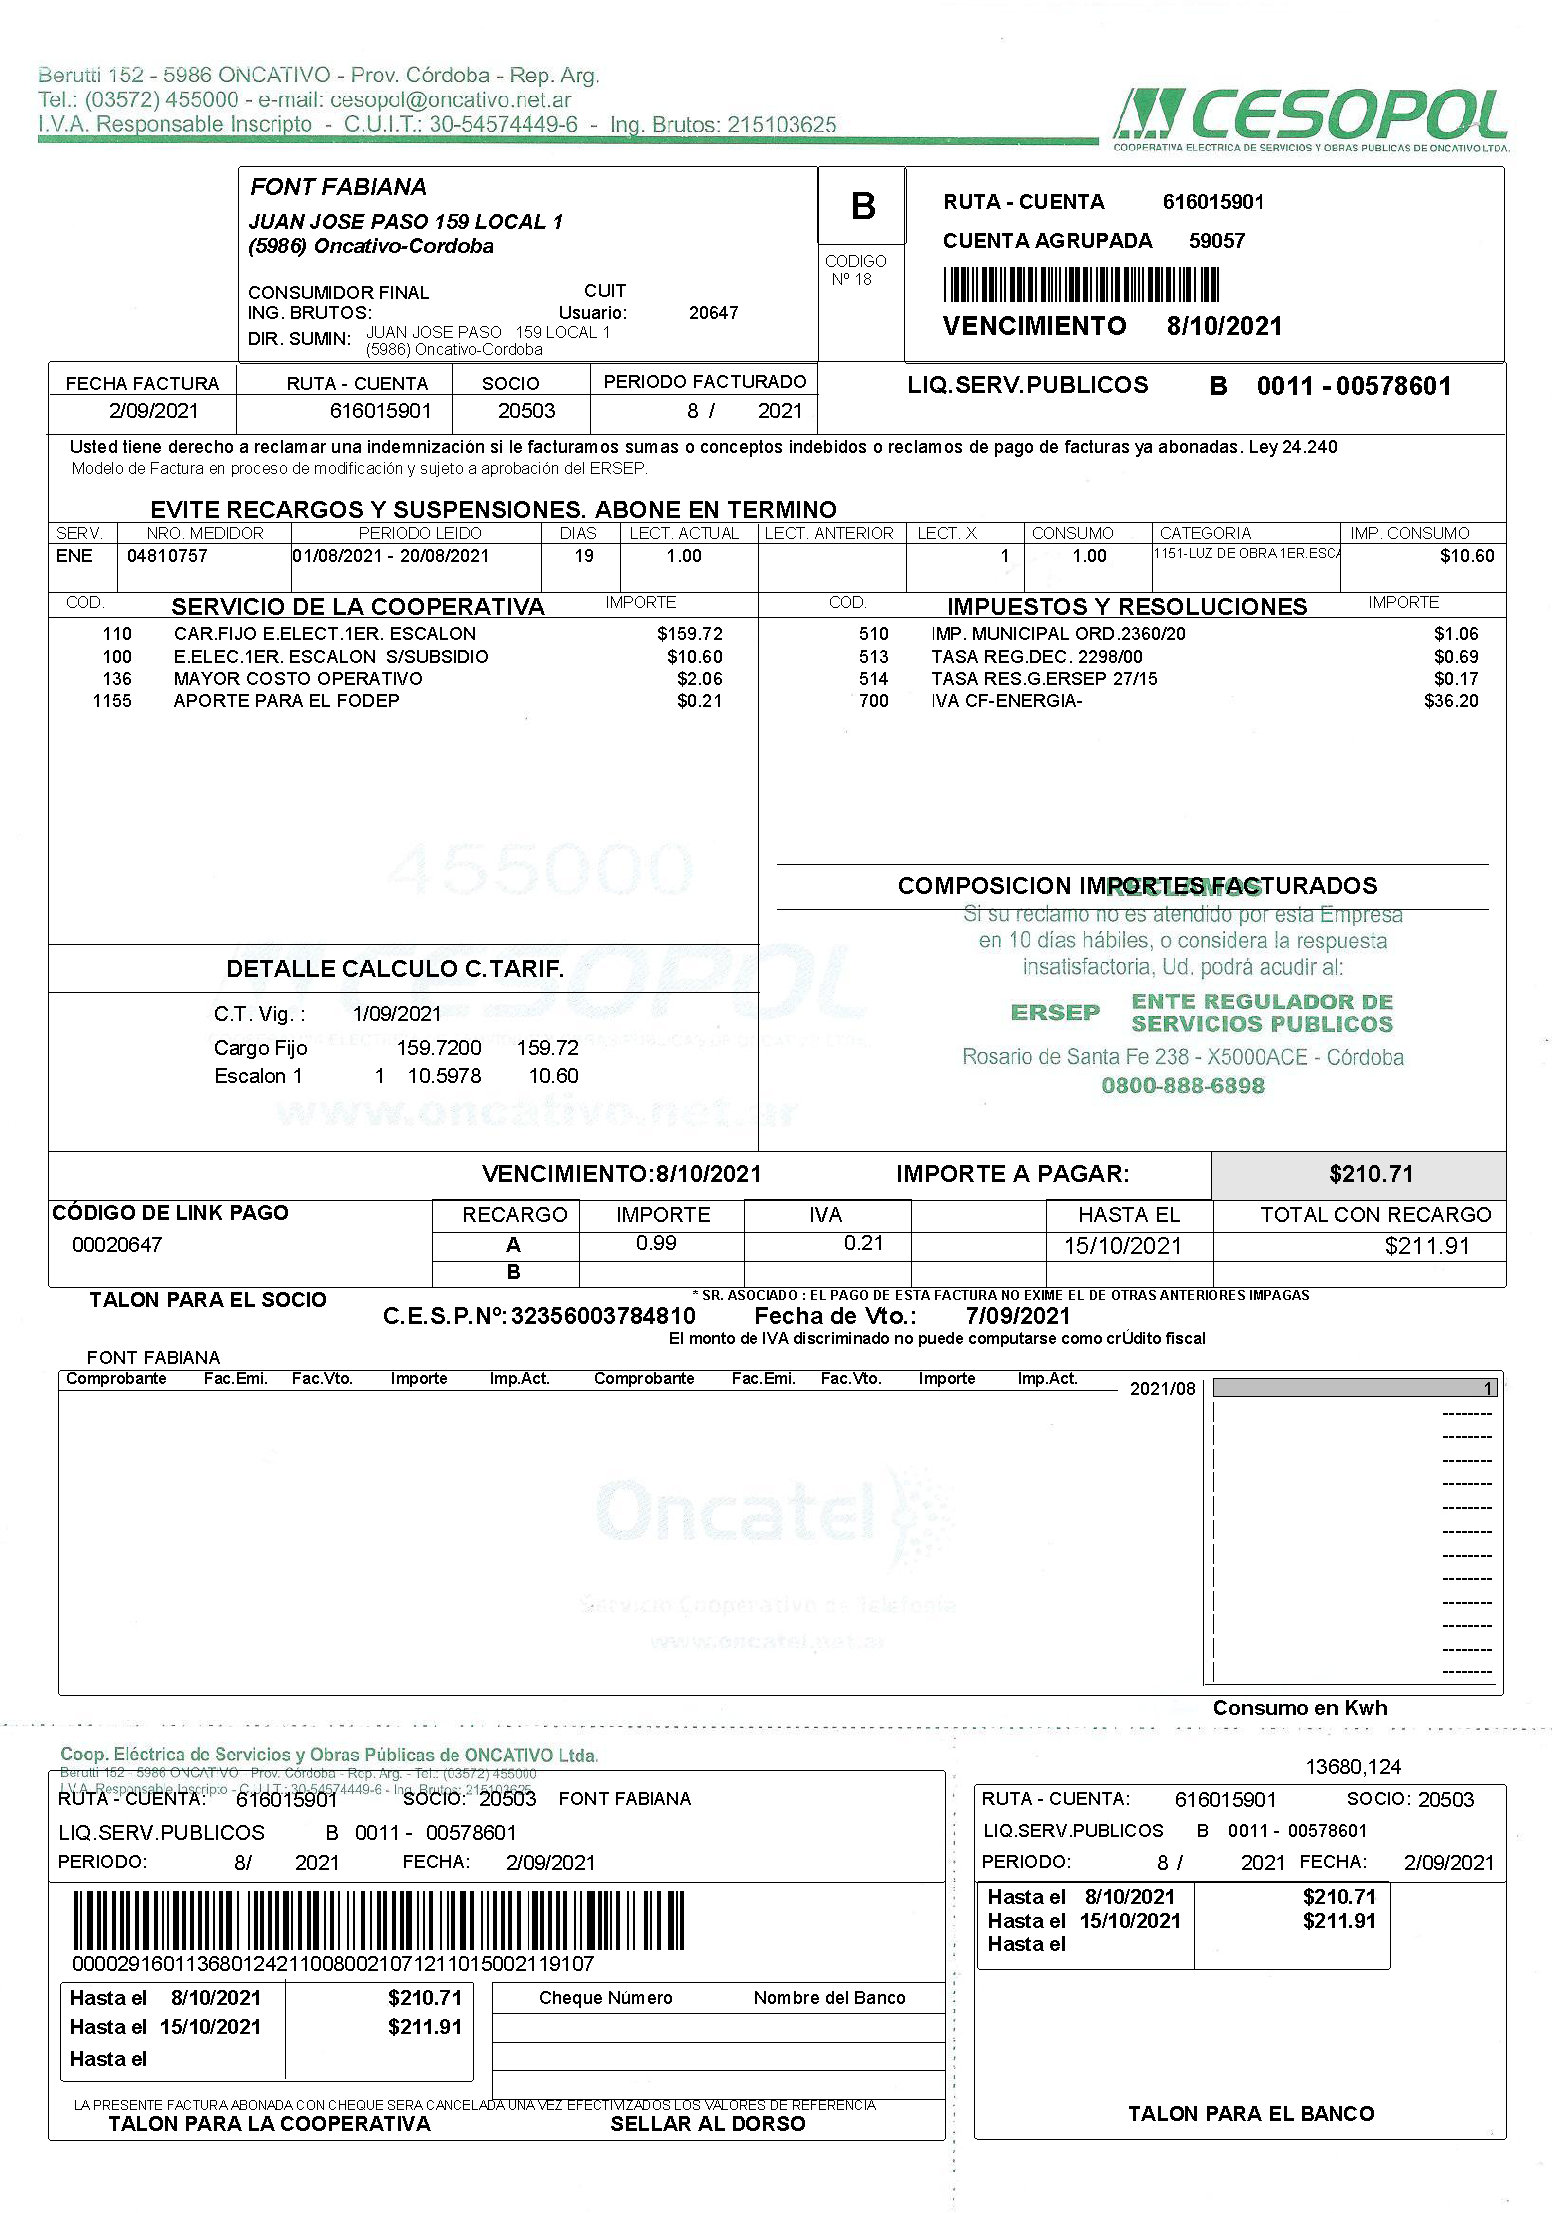 Berutti 152 - 5986 ONCATIVO - Prov. Córdoba - Rep. Arg.
Tel.: (03572) 455000 - e-mail: cesopol@oncativo.net.ar
I.V.A. Responsable Inscripto - C.U.I.T.: 30-54574449-6 - Ing. Brutos: 215103625
CESOPOL
COOPERATIVA ELECTRICA DE SERVICIOS Y OBRAS PUBLICAS DE ONCATIVO LTDA.
FONT FABIANA
JUAN JOSE PASO 159 LOCAL 1
(5986) Oncativo-Cordoba
CONSUMIDOR FINAL CUIT
ING. BRUTOS: Usuario: 20647
DIR. SUMIN: JUAN JOSE PASO 159 LOCAL 1
(5986) Oncativo-Cordoba
B
CODIGO
Nº 18
RUTA - CUENTA 616015901
CUENTA AGRUPADA 59057
VENCIMIENTO 8/10/2021
FECHA FACTURA RUTA - CUENTA SOCIO PERIODO FACTURADO
2/09/2021 616015901 20503 8 / 2021
LIQ.SERV.PUBLICOS B 0011 - 00578601
Usted tiene derecho a reclamar una indemnización si le facturamos sumas o conceptos indebidos o reclamos de pago de facturas ya abonadas. Ley 24.240
Modelo de Factura en proceso de modificación y sujeto a aprobación del ERSEP.
EVITE RECARGOS Y SUSPENSIONES. ABONE EN TERMINO
SERV. NRO. MEDIDOR PERIODO LEIDO DIAS LECT. ACTUAL LECT. ANTERIOR LECT. X CONSUMO CATEGORIA IMP. CONSUMO
ENE 04810757 01/08/2021 - 20/08/2021 19 1.00 1 1.00 1151-LUZ DE OBRA 1ER.ESCA $10.60
COD. SERVICIO DE LA COOPERATIVA IMPORTE
110 CAR.FIJO E.ELECT.1ER. ESCALON $159.72
100 E.ELEC.1ER. ESCALON S/SUBSIDIO $10.60
136 MAYOR COSTO OPERATIVO $2.06
1155 APORTE PARA EL FODEP $0.21
COD. IMPUESTOS Y RESOLUCIONES IMPORTE
510 IMP. MUNICIPAL ORD.2360/20 $1.06
513 TASA REG.DEC. 2298/00 $0.69
514 TASA RES.G.ERSEP 27/15 $0.17
700 IVA CF-ENERGIA- $36.20
455000
CESOPOL
www.oncativo.net.ar
COMPOSICION IMPORTES FACTURADOS
RECLAMOS
Si su reclamo no es atendido por esta Empresa
en 10 días hábiles, o considera la respuesta
insatisfactoria, Ud. podrá acudir al:
ERSEP ENTE REGULADOR DE
SERVICIOS PUBLICOS
Rosario de Santa Fe 238 - X5000ACE - Córdoba
0800-888-6898
DETALLE CALCULO C.TARIF.
C.T. Vig. : 1/09/2021
Cargo Fijo 159.7200 159.72
Escalon 1 1 10.5978 10.60
VENCIMIENTO:8/10/2021 IMPORTE A PAGAR: $210.71
CÓDIGO DE LINK PAGO
00020647
RECARGO IMPORTE IVA HASTA EL TOTAL CON RECARGO
A 0.99 0.21 15/10/2021 $211.91
B
TALON PARA EL SOCIO
* SR. ASOCIADO : EL PAGO DE ESTA FACTURA NO EXIME EL DE OTRAS ANTERIORES IMPAGAS
C.E.S.P.Nº: 32356003784810 Fecha de Vto.: 7/09/2021
El monto de IVA discriminado no puede computarse como crÚdito fiscal
FONT FABIANA
Comprobante Fac.Emi. Fac.Vto. Importe Imp.Act. Comprobante Fac.Emi. Fac.Vto. Importe Imp.Act.
2021/08 1
--------
--------
--------
--------
--------
--------
--------
--------
--------
--------
--------
--------
Oncatel
Servicio Cooperativo de Telefonía
www.oncatel.net.ar
Consumo en Kwh
Coop. Eléctrica de Servicios y Obras Públicas de ONCATIVO Ltda.
Berutti 152 - 5986 ONCATIVO - Prov. Córdoba - Rep. Arg. - Tel.: (03572) 455000
I.V.A. Responsable Inscripto - C.U.I.T.: 30-54574449-6 - Ing. Brutos: 215103625
RUTA - CUENTA: 616015901 SOCIO: 20503 FONT FABIANA
LIQ.SERV.PUBLICOS B 0011 - 00578601
PERIODO: 8/ 2021 FECHA: 2/09/2021
00002916011368012421100800210712110150021​19107
Hasta el 8/10/2021 $210.71
Hasta el 15/10/2021 $211.91
Hasta el
Cheque Número Nombre del Banco
LA PRESENTE FACTURA ABONADA CON CHEQUE SERA CANCELADA UNA VEZ EFECTIVIZADOS LOS VALORES DE REFERENCIA
TALON PARA LA COOPERATIVA SELLAR AL DORSO
13680,124
RUTA - CUENTA: 616015901 SOCIO: 20503
LIQ.SERV.PUBLICOS B 0011 - 00578601
PERIODO: 8 / 2021 FECHA: 2/09/2021
Hasta el 8/10/2021 $210.71
Hasta el 15/10/2021 $211.91
Hasta el
TALON PARA EL BANCO